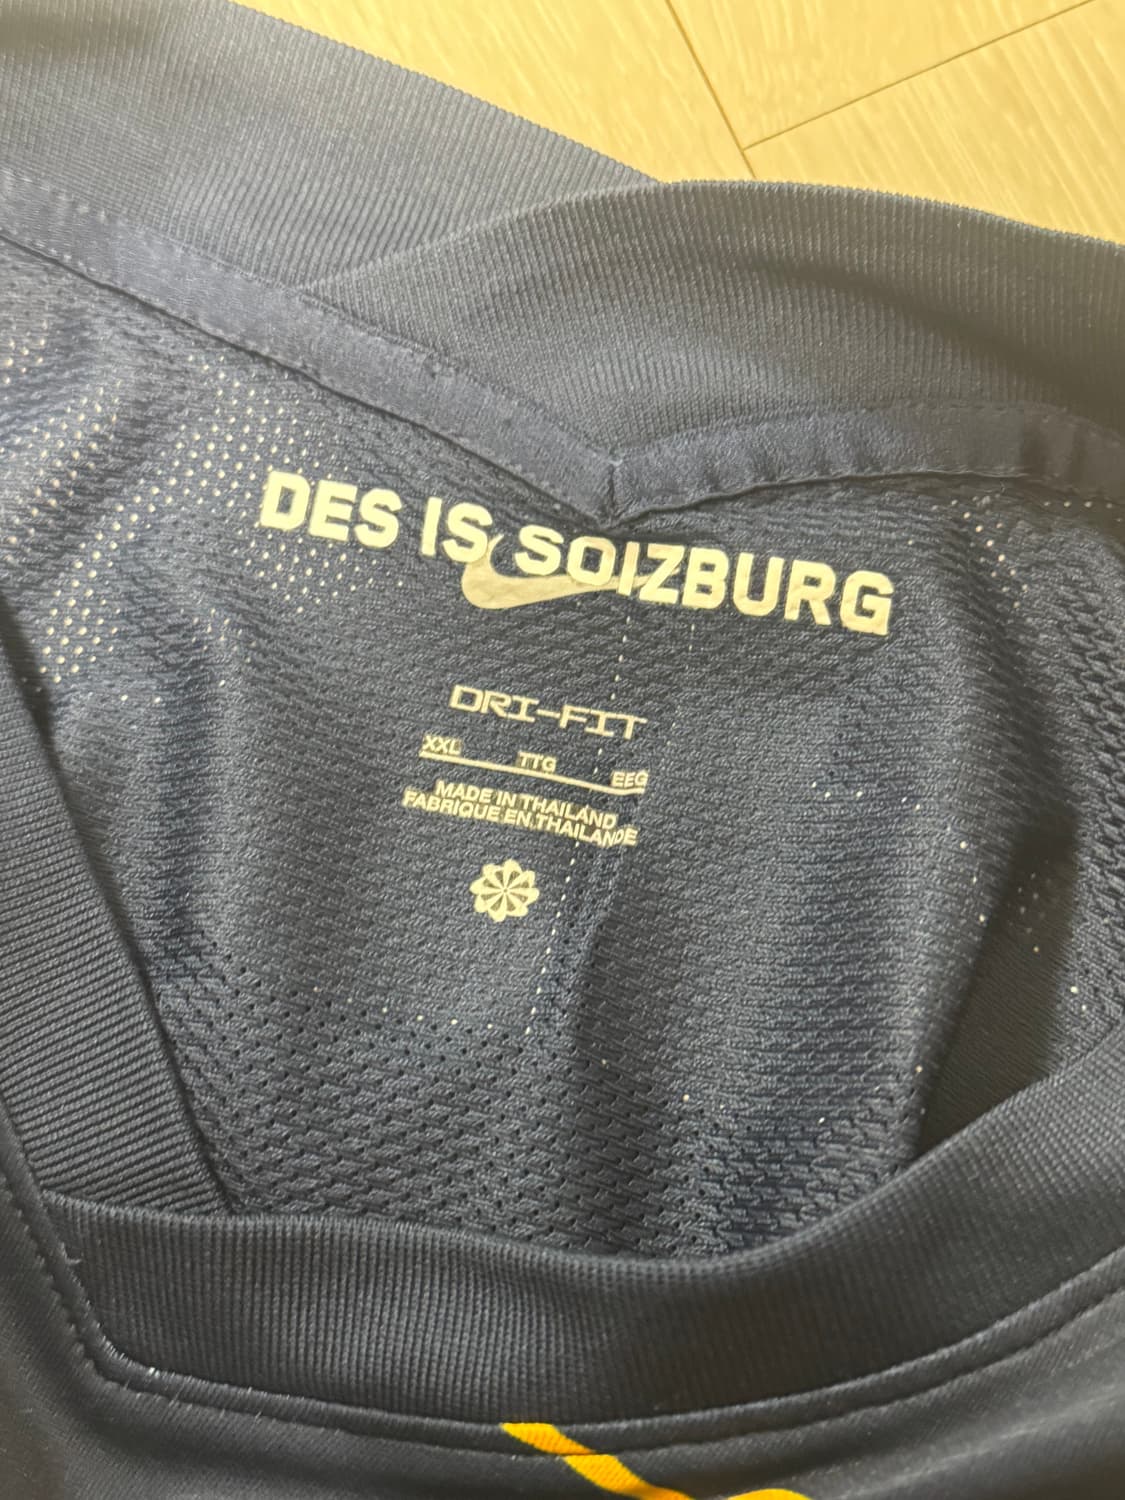 DES IS SOIZBURG
DRI-FIT
XXL TTG EEG
MADE IN THAILAND
FABRIQUE EN THAILANDE